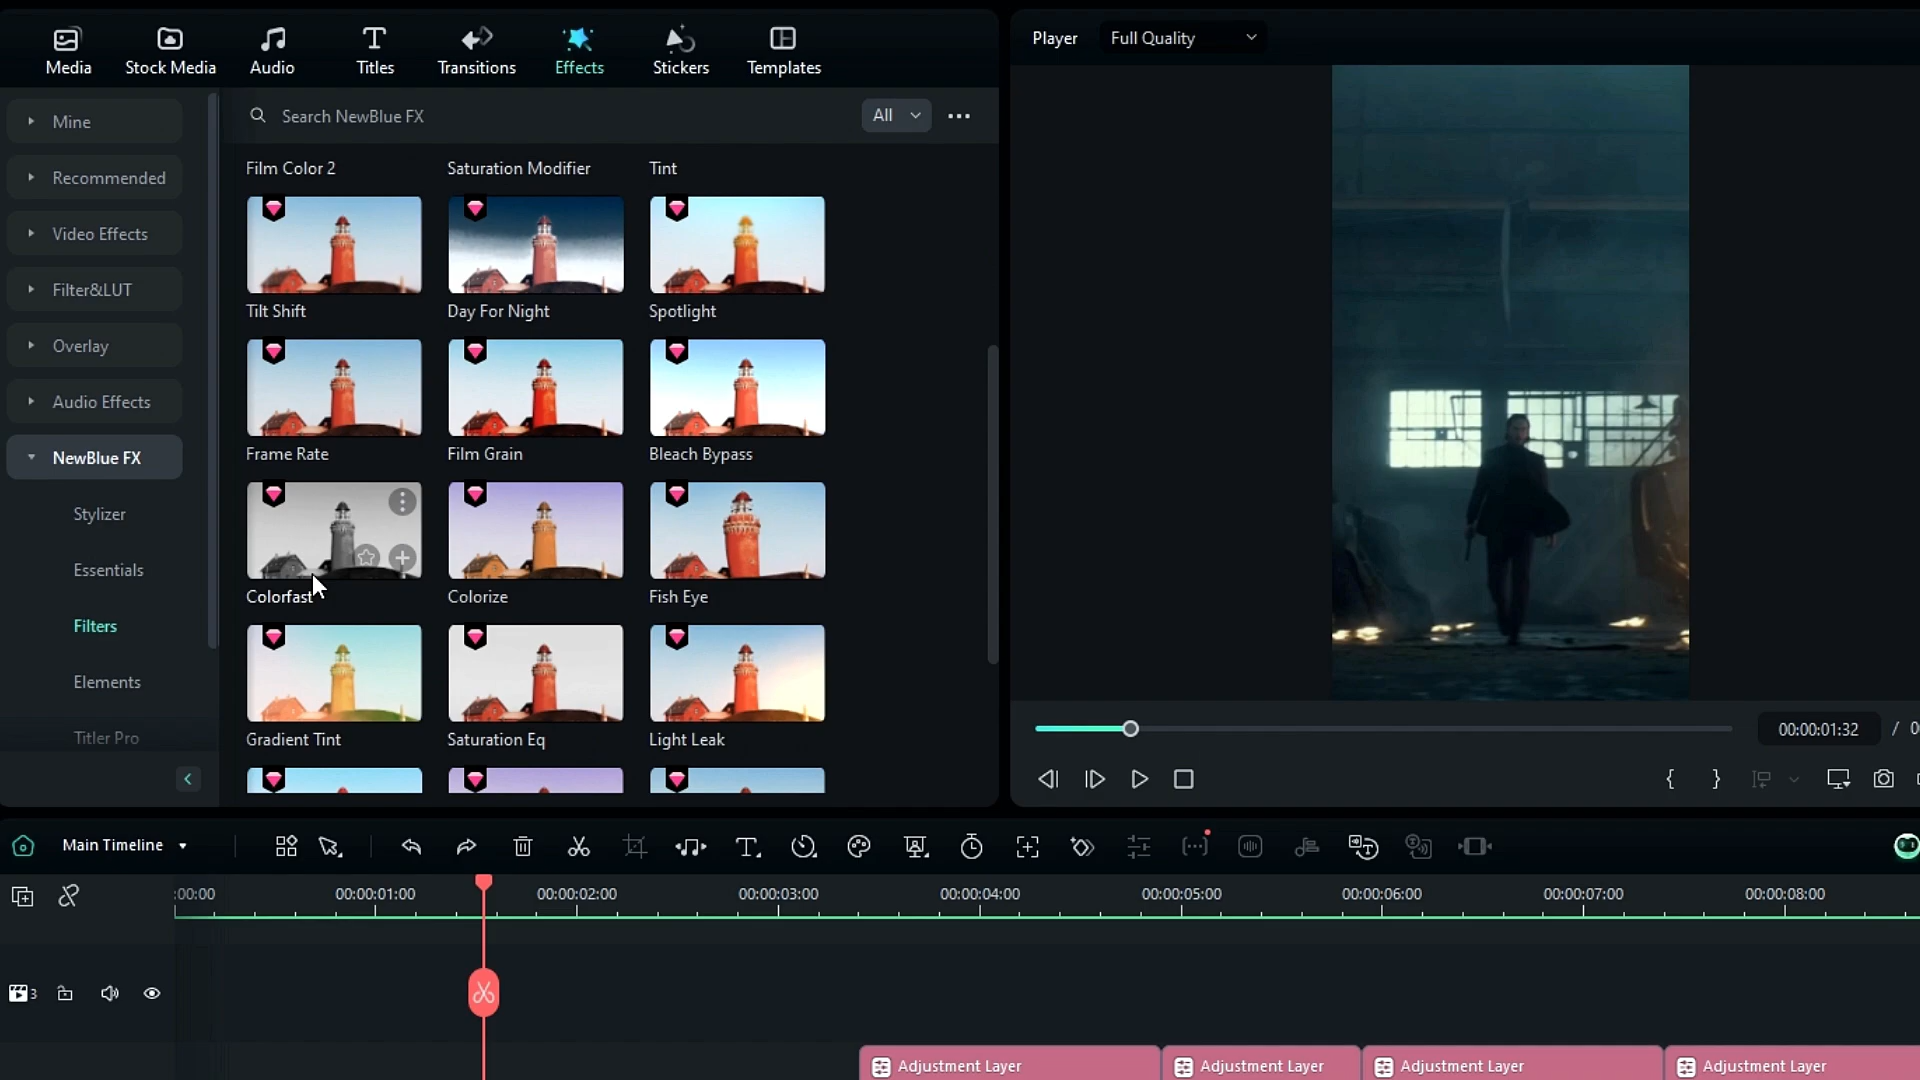 Media
Stock Media
Audio
Titles
Transitions
Effects
Stickers
Templates
Player
Full Quality
Mine
Recommended
Video Effects
Filter&LUT
Overlay
Audio Effects
NewBlue FX
Stylizer
Essentials
Filters
Elements
Titler Pro
Search NewBlue FX
All
Film Color 2
Saturation Modifier
Tint
Tilt Shift
Day For Night
Spotlight
Frame Rate
Film Grain
Bleach Bypass
Colorfast
Colorize
Fish Eye
Gradient Tint
Saturation Eq
Light Leak
00:00:01:32
/
Main Timeline
:00:00
00:00:01:00
00:00:02:00
00:00:03:00
00:00:04:00
00:00:05:00
00:00:06:00
00:00:07:00
00:00:08:00
3
Adjustment Layer
Adjustment Layer
Adjustment Layer
Adjustment Layer